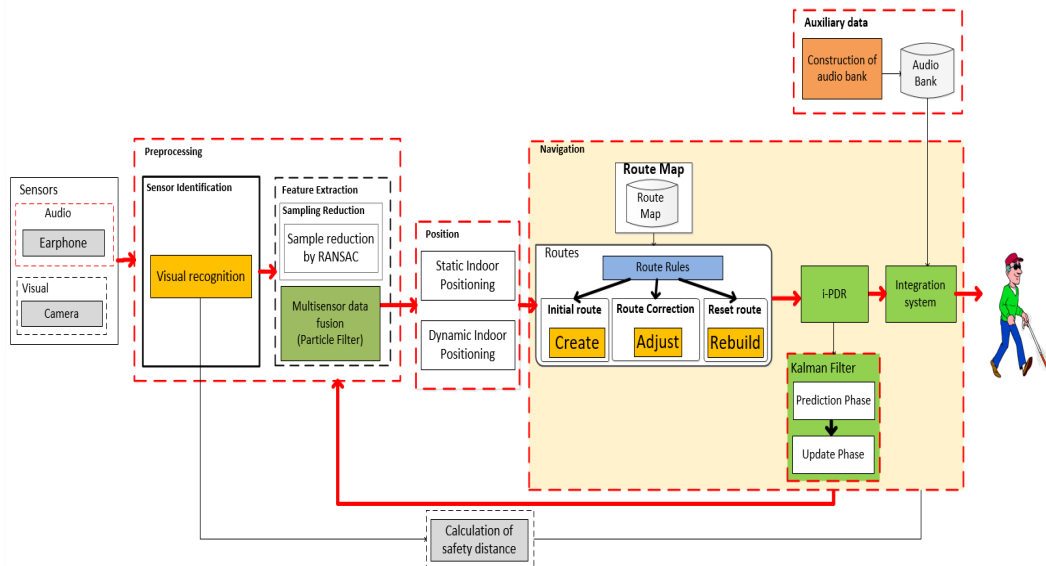 Auxiliary data
Construction of
audio bank
Audio
Bank
Preprocessing
Navigation
Sensors
Audio
Earphone
Visual
Camera
Sensor Identification
Visual recognition
Feature Extraction
Sampling Reduction
Sample reduction
by RANSAC
Multisensor data
fusion
(Particle Filter)
Position
Static Indoor
Positioning
Dynamic Indoor
Positioning
Route Map
Route
Map
Routes
Route Rules
Initial route
Create
Route Correction
Adjust
Reset route
Rebuild
i-PDR
Integration
system
Kalman Filter
Prediction Phase
Update Phase
Calculation of
safety distance